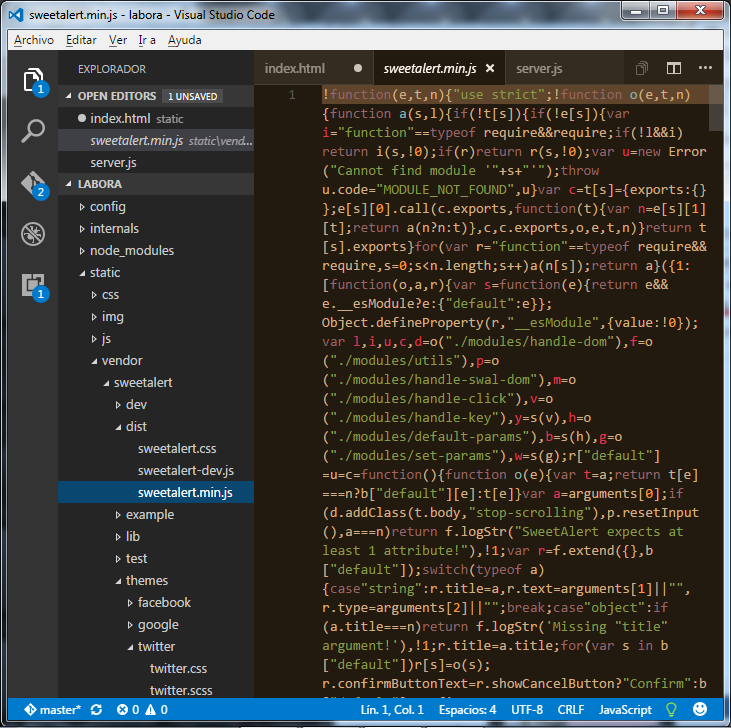 sweetalert.min.js - labora - Visual Studio Code
Archivo Editar Ver Ir a Ayuda
EXPLORADOR
OPEN EDITORS 1 UNSAVED
index.html static
sweetalert.min.js static\vend...
server.js
LABORA
config
internals
node_modules
static
css
img
js
vendor
sweetalert
dev
dist
sweetalert.css
sweetalert-dev.js
sweetalert.min.js
example
lib
test
themes
facebook
google
twitter
twitter.css
twitter.scss
1
2
1
index.html sweetalert.min.js server.js
1
!function(e,t,n){"use strict";!function o(e,t,n)
{function a(s,l){if(!t[s]){if(!e[s]){var
i="function"==typeof require&&require;if(!l&&i)
return i(s,!0);if(r)return r(s,!0);var u=new Error
("Cannot find module '"+s+"'");throw
u.code="MODULE_NOT_FOUND",u}var c=t[s]={exports:{}
};e[s][0].call(c.exports,function(t){var n=e[s][1]
[t];return a(n?n:t)},c,c.exports,o,e,t,n)}return t
[s].exports}for(var r="function"==typeof require&&
require,s=0;s<n.length;s++)a(n[s]);return a}({1:
[function(o,a,r){var s=function(e){return e&&
e.__esModule?e:{"default":e}};
Object.defineProperty(r,"__esModule",{value:!0});
var l,i,u,c,d=o("./modules/handle-dom"),f=o
("./modules/utils"),p=o
("./modules/handle-swal-dom"),m=o
("./modules/handle-click"),v=o
("./modules/handle-key"),y=s(v),h=o
("./modules/default-params"),b=s(h),g=o
("./modules/set-params"),w=s(g);r["default"]
=u=c=function(){function o(e){var t=a;return t[e]
===n?b["default"][e]:t[e]}var a=arguments[0];if
(d.addClass(t.body,"stop-scrolling"),p.resetInput
(),a===n)return f.logStr("SweetAlert expects at
least 1 attribute!"),!1;var r=f.extend({},b
["default"]);switch(typeof a)
{case"string":r.title=a,r.text=arguments[1]||"",
r.type=arguments[2]||"";break;case"object":if
(a.title===n)return f.logStr('Missing "title"
argument!'),!1;r.title=a.title;for(var s in b
["default"])r[s]=o(s);
r.confirmButtonText=r.showCancelButton?"Confirm":b
master* 0 0 Lín. 1, Col. 1 Espacios: 4 UTF-8 CRLF JavaScript